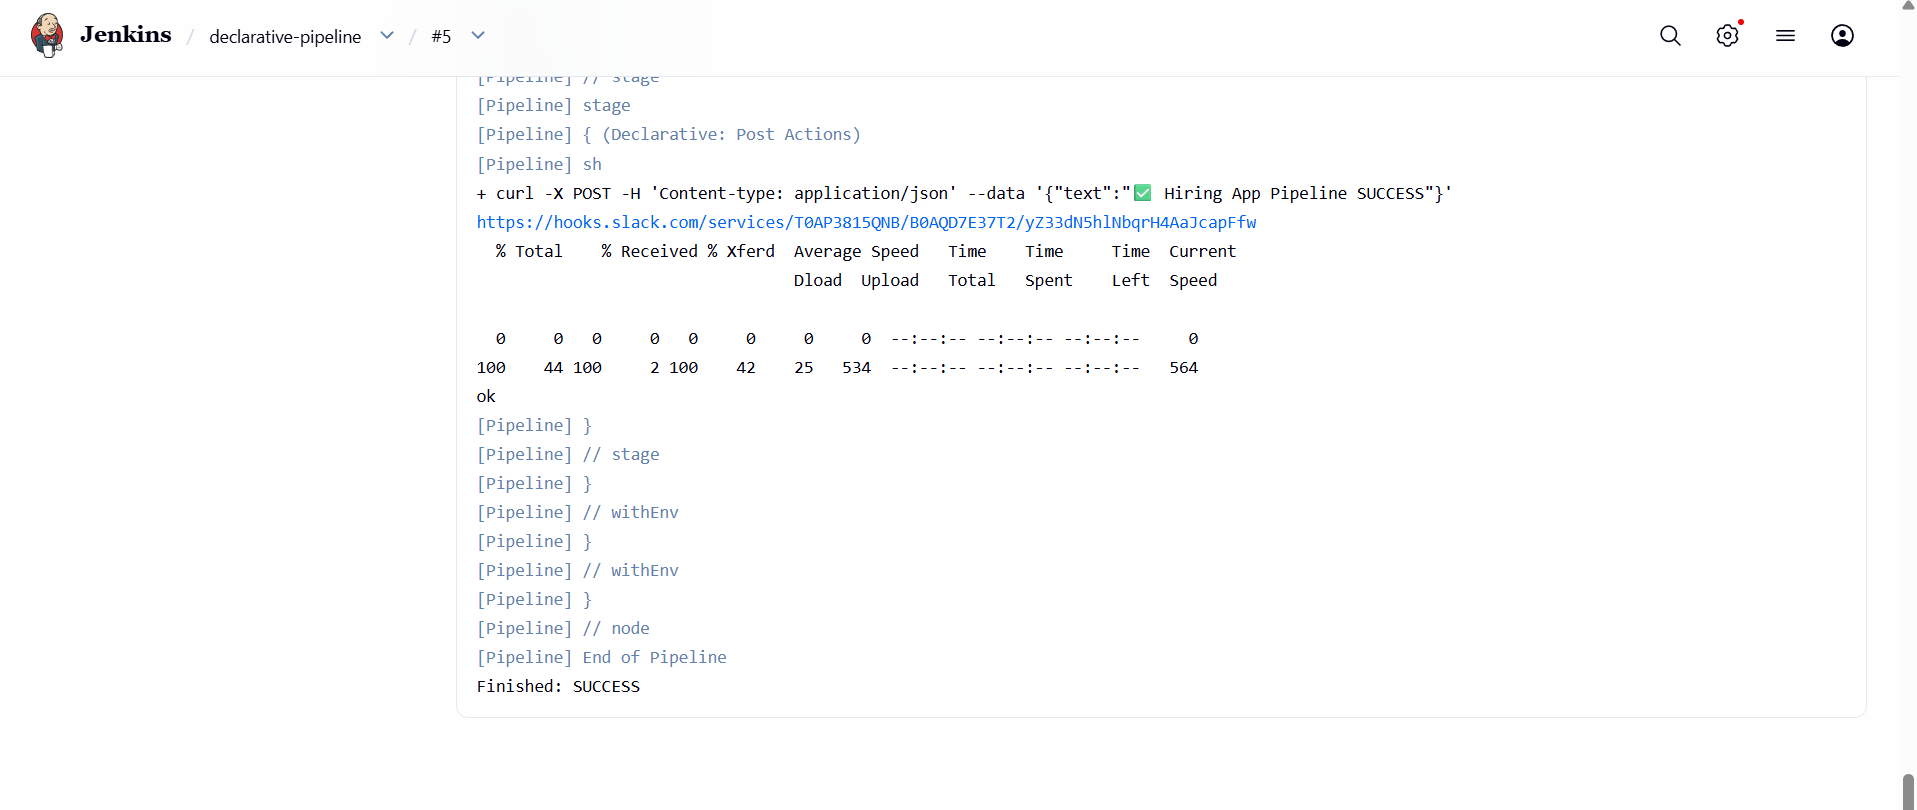 Jenkins / declarative-pipeline / #5
[Pipeline] // stage
[Pipeline] stage
[Pipeline] { (Declarative: Post Actions)
[Pipeline] sh
+ curl -X POST -H 'Content-type: application/json' --data '{"text":"✅ Hiring App Pipeline SUCCESS"}'
https://hooks.slack.com/services/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
% Total % Received % Xferd Average Speed Time Time Time Current
Dload Upload Total Spent Left Speed
0 0 0 0 0 0 0 0 --:--:-- --:--:-- --:--:-- 0
100 44 100 2 100 42 25 534 --:--:-- --:--:-- --:--:-- 564
ok
[Pipeline] }
[Pipeline] // stage
[Pipeline] }
[Pipeline] // withEnv
[Pipeline] }
[Pipeline] // withEnv
[Pipeline] }
[Pipeline] // node
[Pipeline] End of Pipeline
Finished: SUCCESS